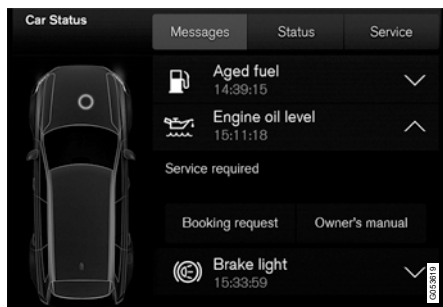 Car Status
Messages Status Service
Aged fuel
14:39:15
Engine oil level
15:11:18
Service required
Booking request Owner's manual
Brake light
15:33:59
G053619